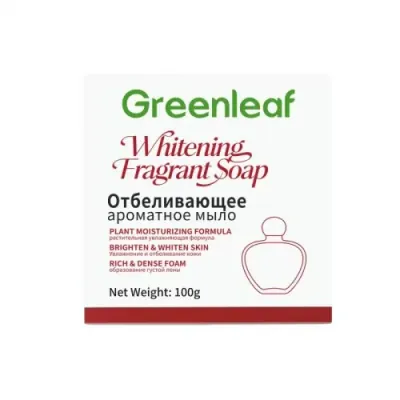 Greenleaf
Whitening
Fragrant Soap
Отбеливающее
ароматное мыло
PLANT MOISTURIZING FORMULA
растительная увлажняющая формула
BRIGHTEN & WHITEN SKIN
Увлажнение и отбеливание кожи
RICH & DENSE FOAM
образование густой пены
Net Weight: 100g